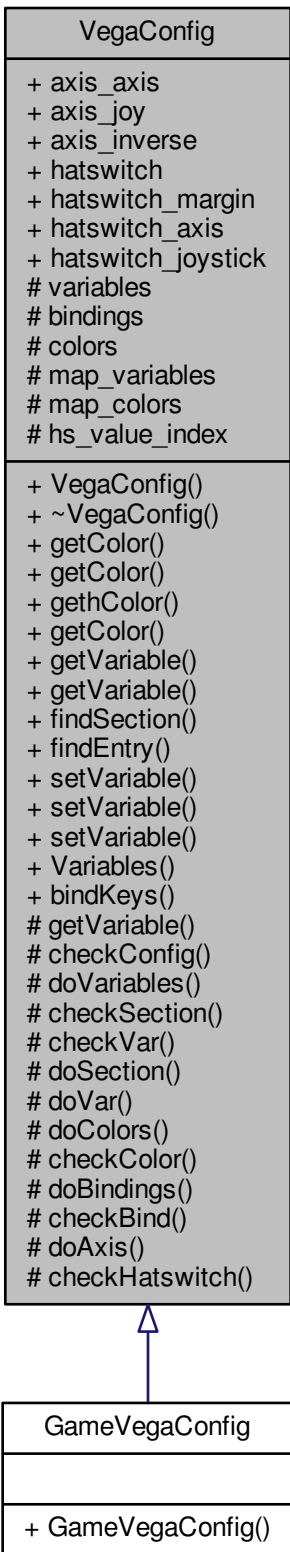 VegaConfig
+ axis_axis
+ axis_joy
+ axis_inverse
+ hatswitch
+ hatswitch_margin
+ hatswitch_axis
+ hatswitch_joystick
# variables
# bindings
# colors
# map_variables
# map_colors
# hs_value_index
+ VegaConfig()
+ ~VegaConfig()
+ getColor()
+ getColor()
+ gethColor()
+ getColor()
+ getVariable()
+ getVariable()
+ findSection()
+ findEntry()
+ setVariable()
+ setVariable()
+ setVariable()
+ Variables()
+ bindKeys()
# getVariable()
# checkConfig()
# doVariables()
# checkSection()
# checkVar()
# doSection()
# doVar()
# doColors()
# checkColor()
# doBindings()
# checkBind()
# doAxis()
# checkHatswitch()
GameVegaConfig
+ GameVegaConfig()